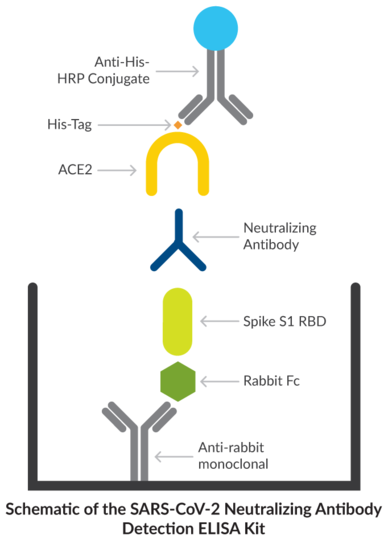 Anti-His-
HRP Conjugate
His-Tag
ACE2
Neutralizing
Antibody
Spike S1 RBD
Rabbit Fc
Anti-rabbit
monoclonal
Schematic of the SARS-CoV-2 Neutralizing Antibody
Detection ELISA Kit